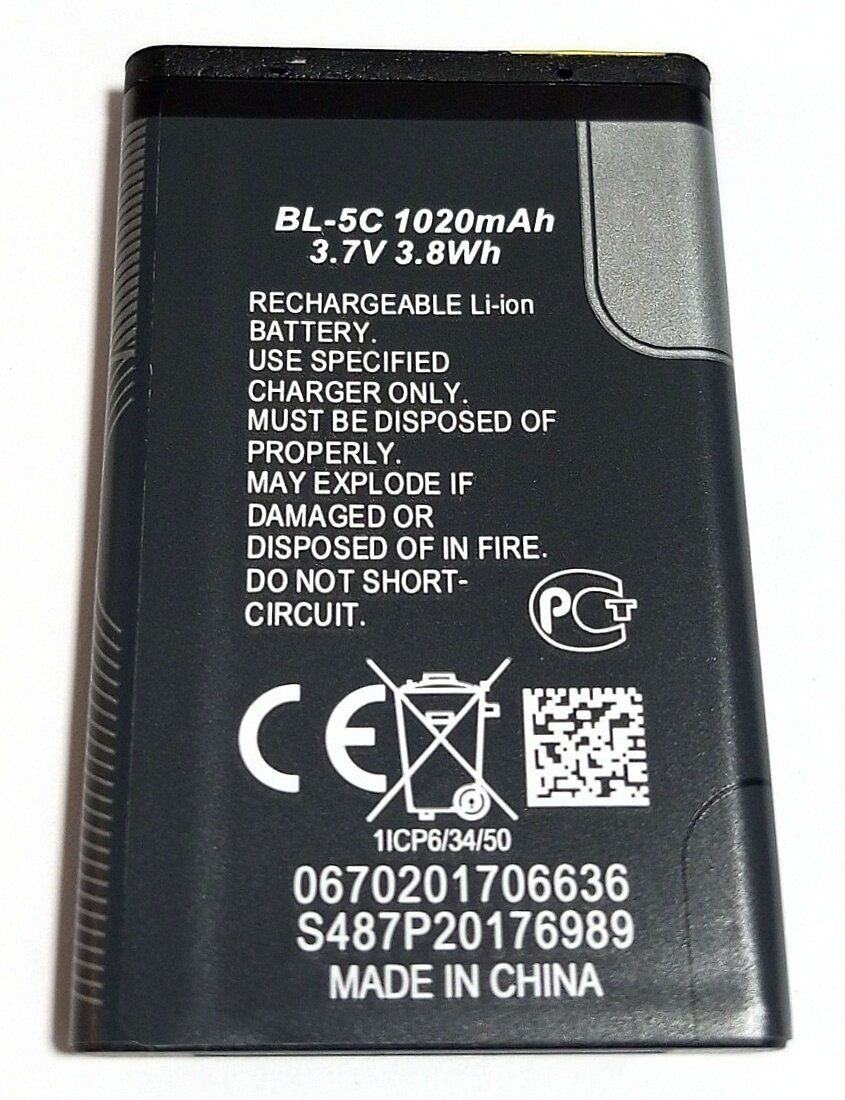 BL-5C 1020mAh
3.7V 3.8Wh
RECHARGEABLE Li-ion
BATTERY.
USE SPECIFIED
CHARGER ONLY.
MUST BE DISPOSED OF
PROPERLY.
MAY EXPLODE IF
DAMAGED OR
DISPOSED OF IN FIRE.
DO NOT SHORT-
CIRCUIT.
РСТ
CE
1ICP6/34/50
0670201706636
S487P20176989
MADE IN CHINA